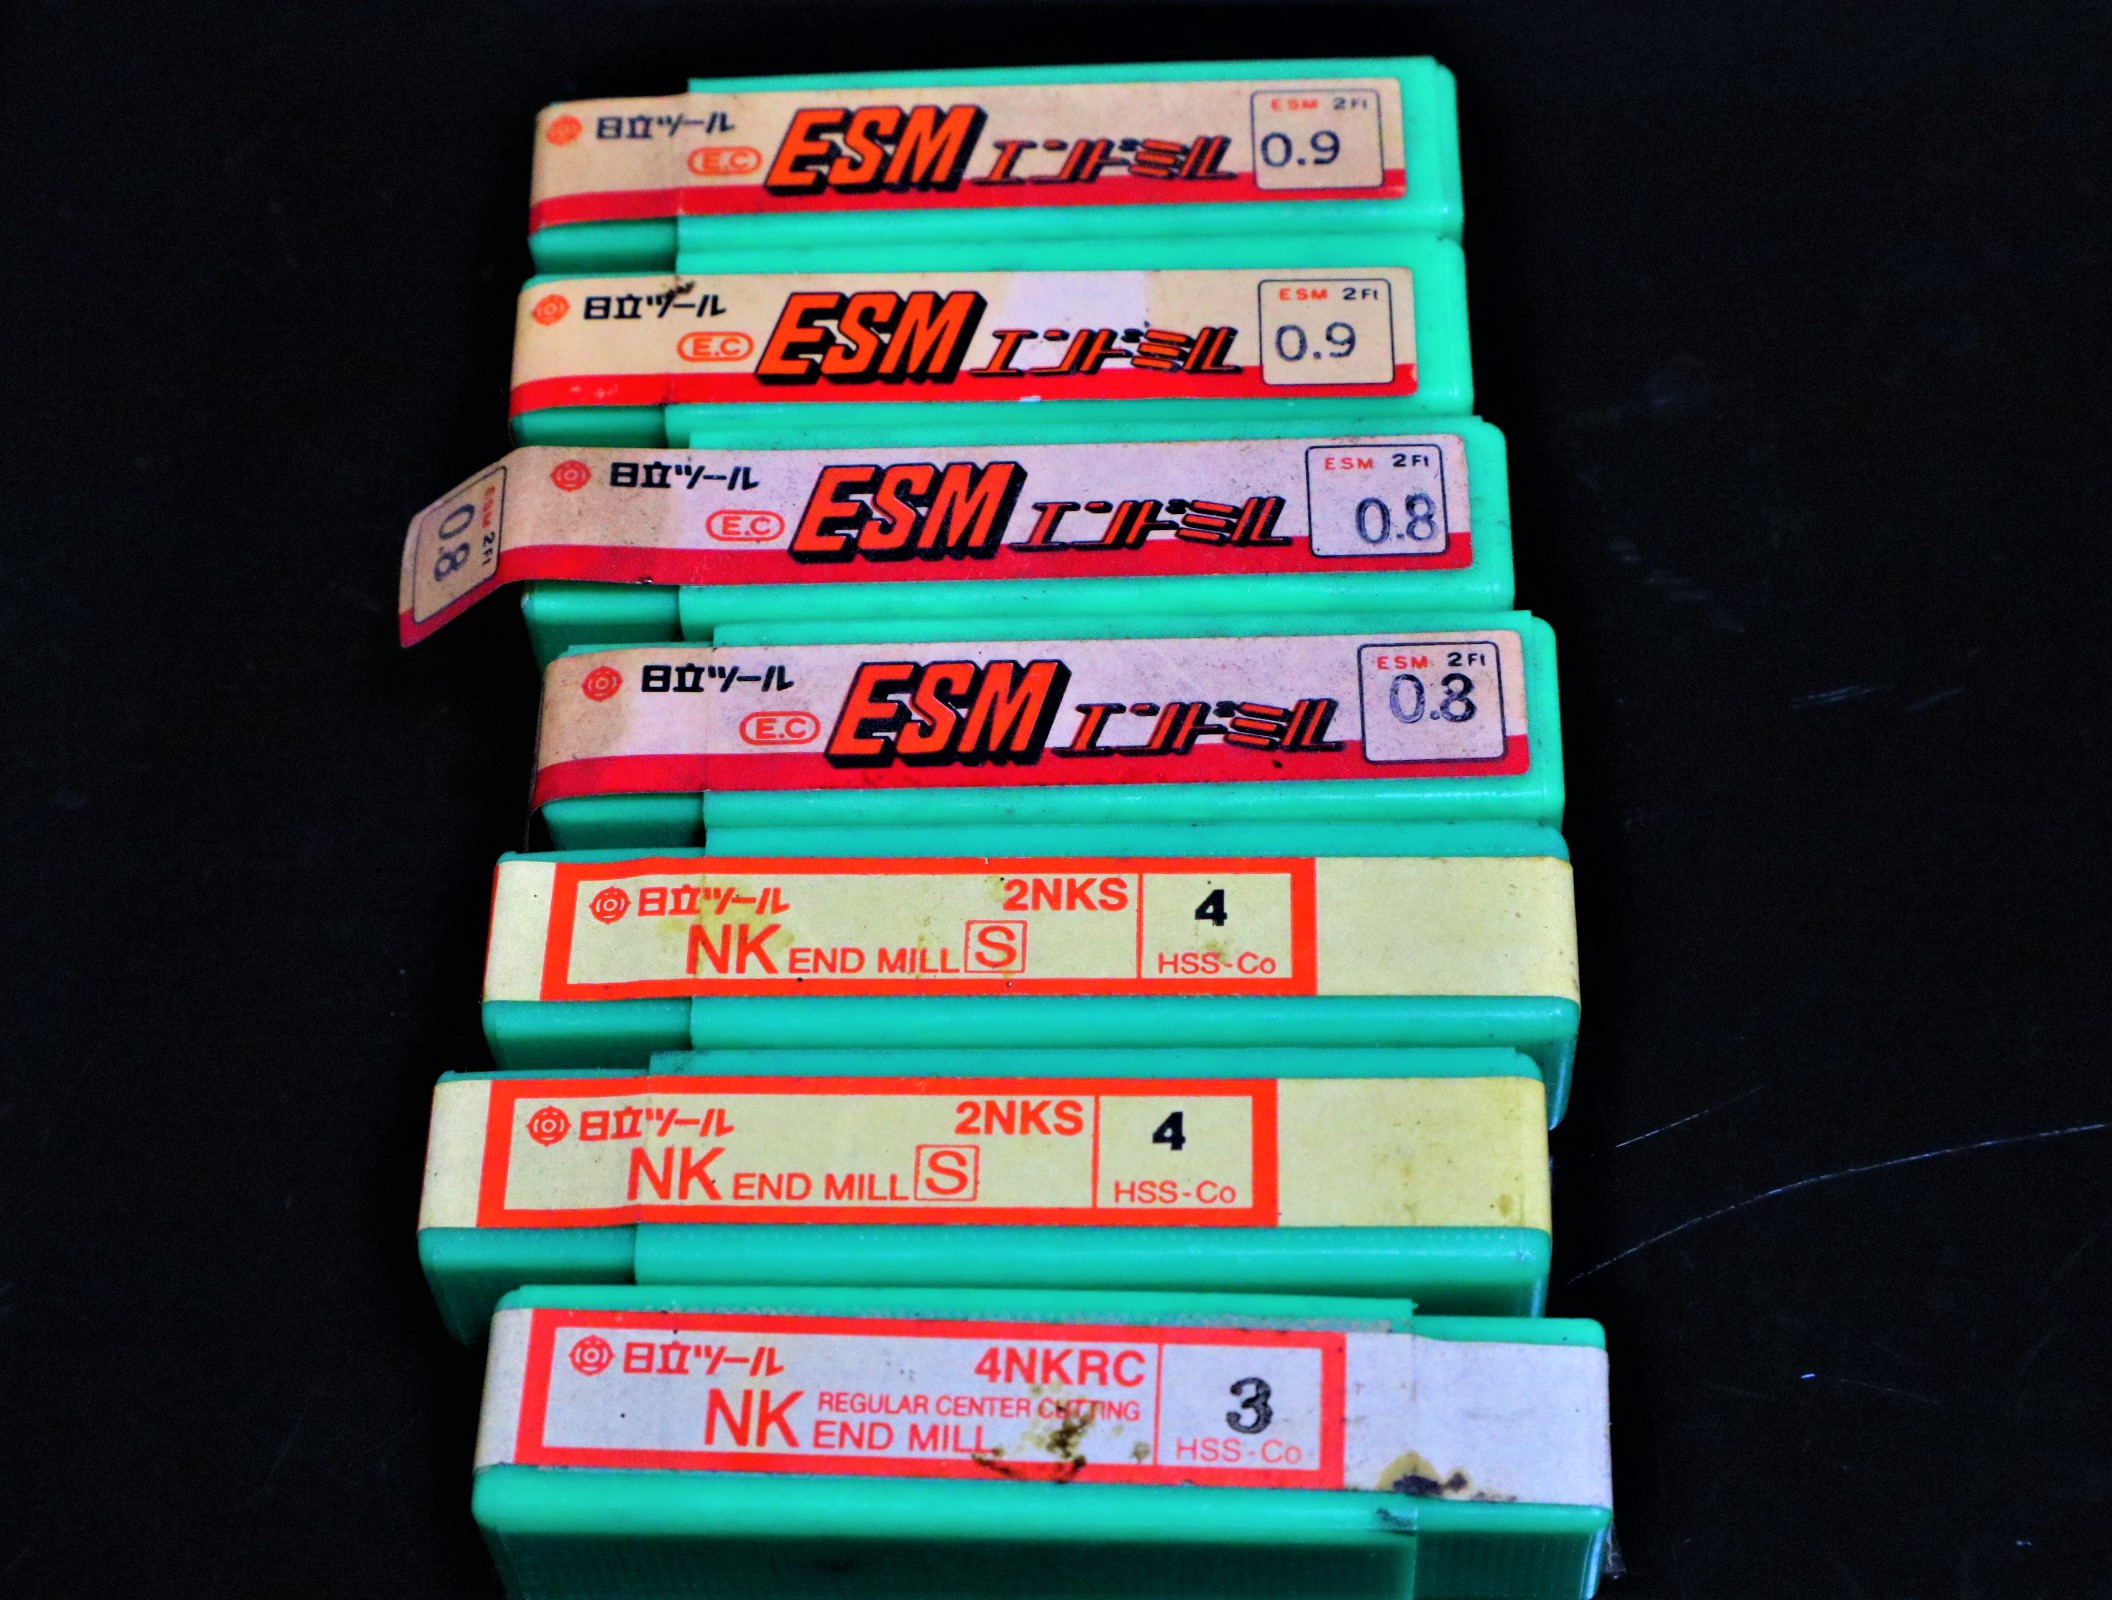 日立ツール
E.C ESM エンドミル
ESM 2Ft
0.9
日立ツール
E.C ESM エンドミル
ESM 2Ft
0.9
ESM 2Ft
0.8
日立ツール
E.C ESM エンドミル
ESM 2Ft
0.8
日立ツール
E.C ESM エンドミル
ESM 2Ft
0.8
日立ツール 2NKS
NK END MILL S
4
HSS-Co
日立ツール 2NKS
NK END MILL S
4
HSS-Co
日立ツール 4NKRC
NK REGULAR CENTER CUTTING
END MILL
3
HSS-Co